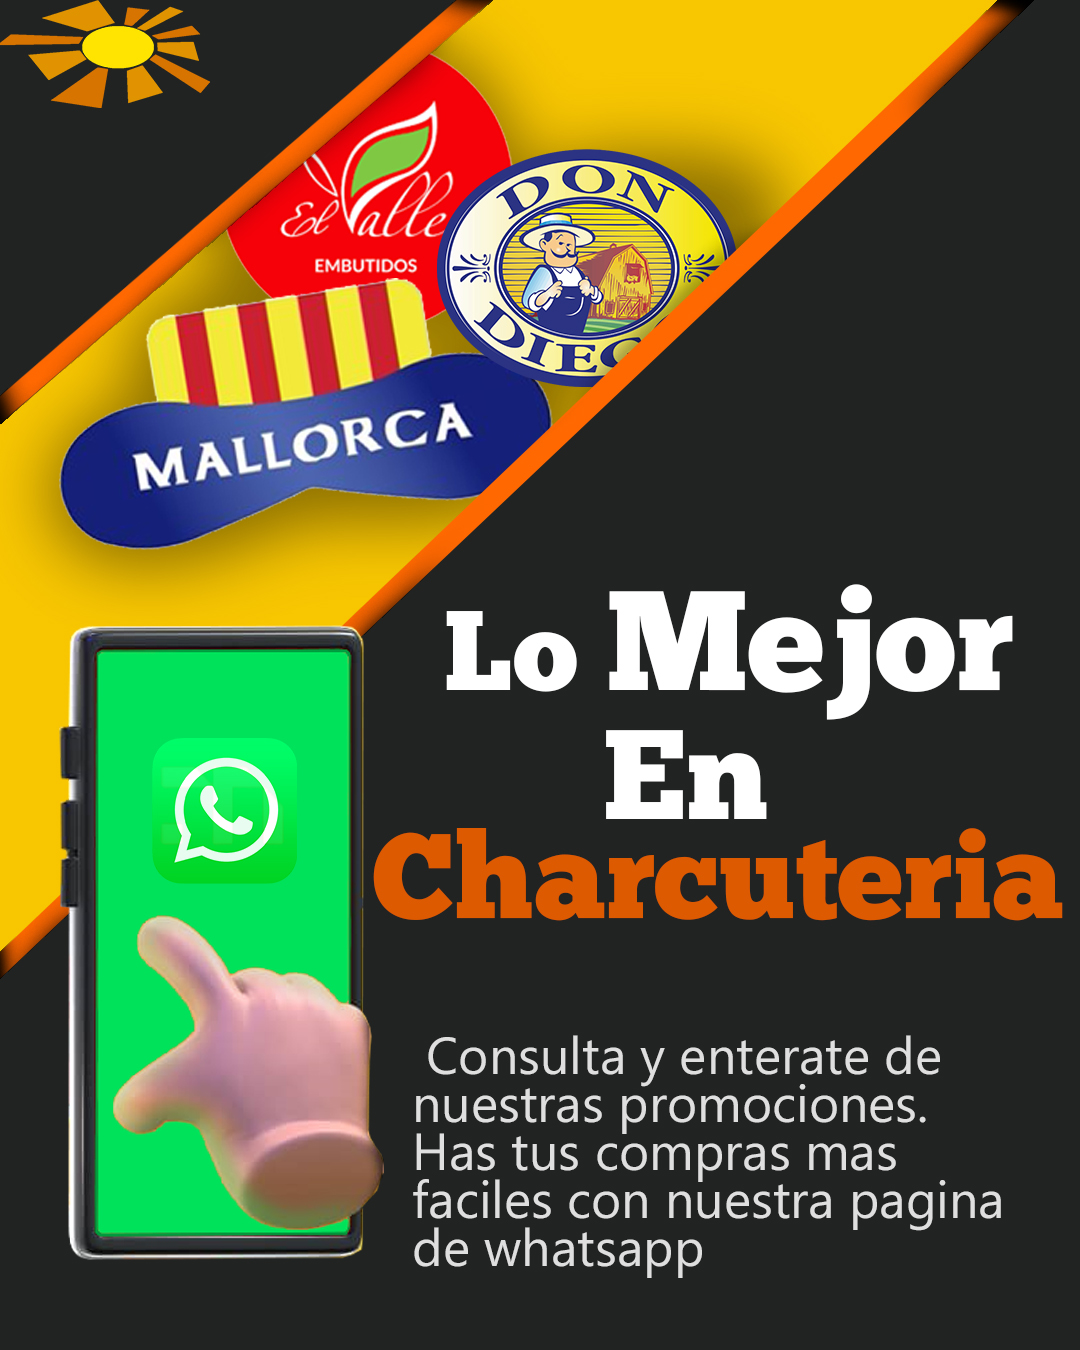 El Valle
EMBUTIDOS
DON
DIEG
MALLORCA
Lo Mejor
En
Charcuteria
Consulta y enterate de
nuestras promociones.
Has tus compras mas
faciles con nuestra pagina
de whatsapp